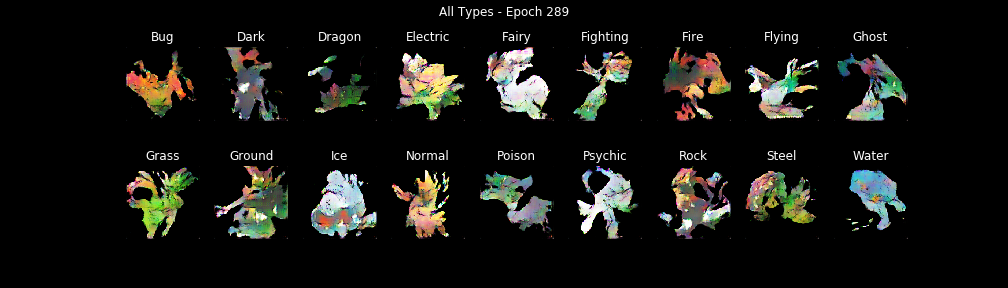 All Types - Epoch 289
Bug Dark Dragon Electric Fairy Fighting Fire Flying Ghost
Grass Ground Ice Normal Poison Psychic Rock Steel Water